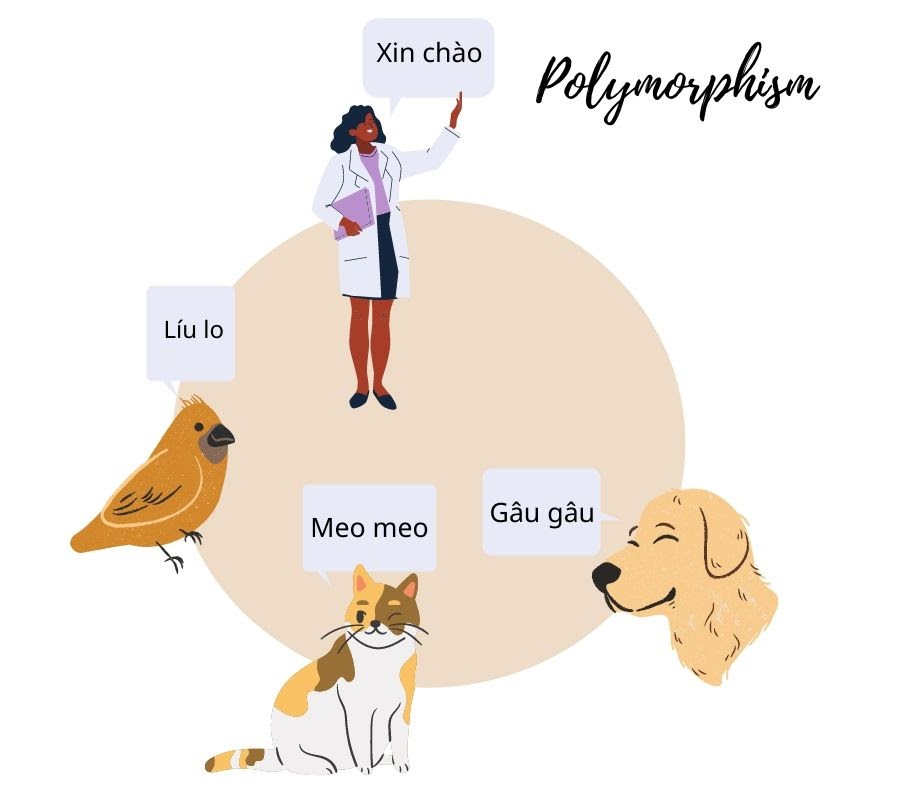 Xin chào
Polymorphism
Líu lo
Meo meo
Gâu gâu